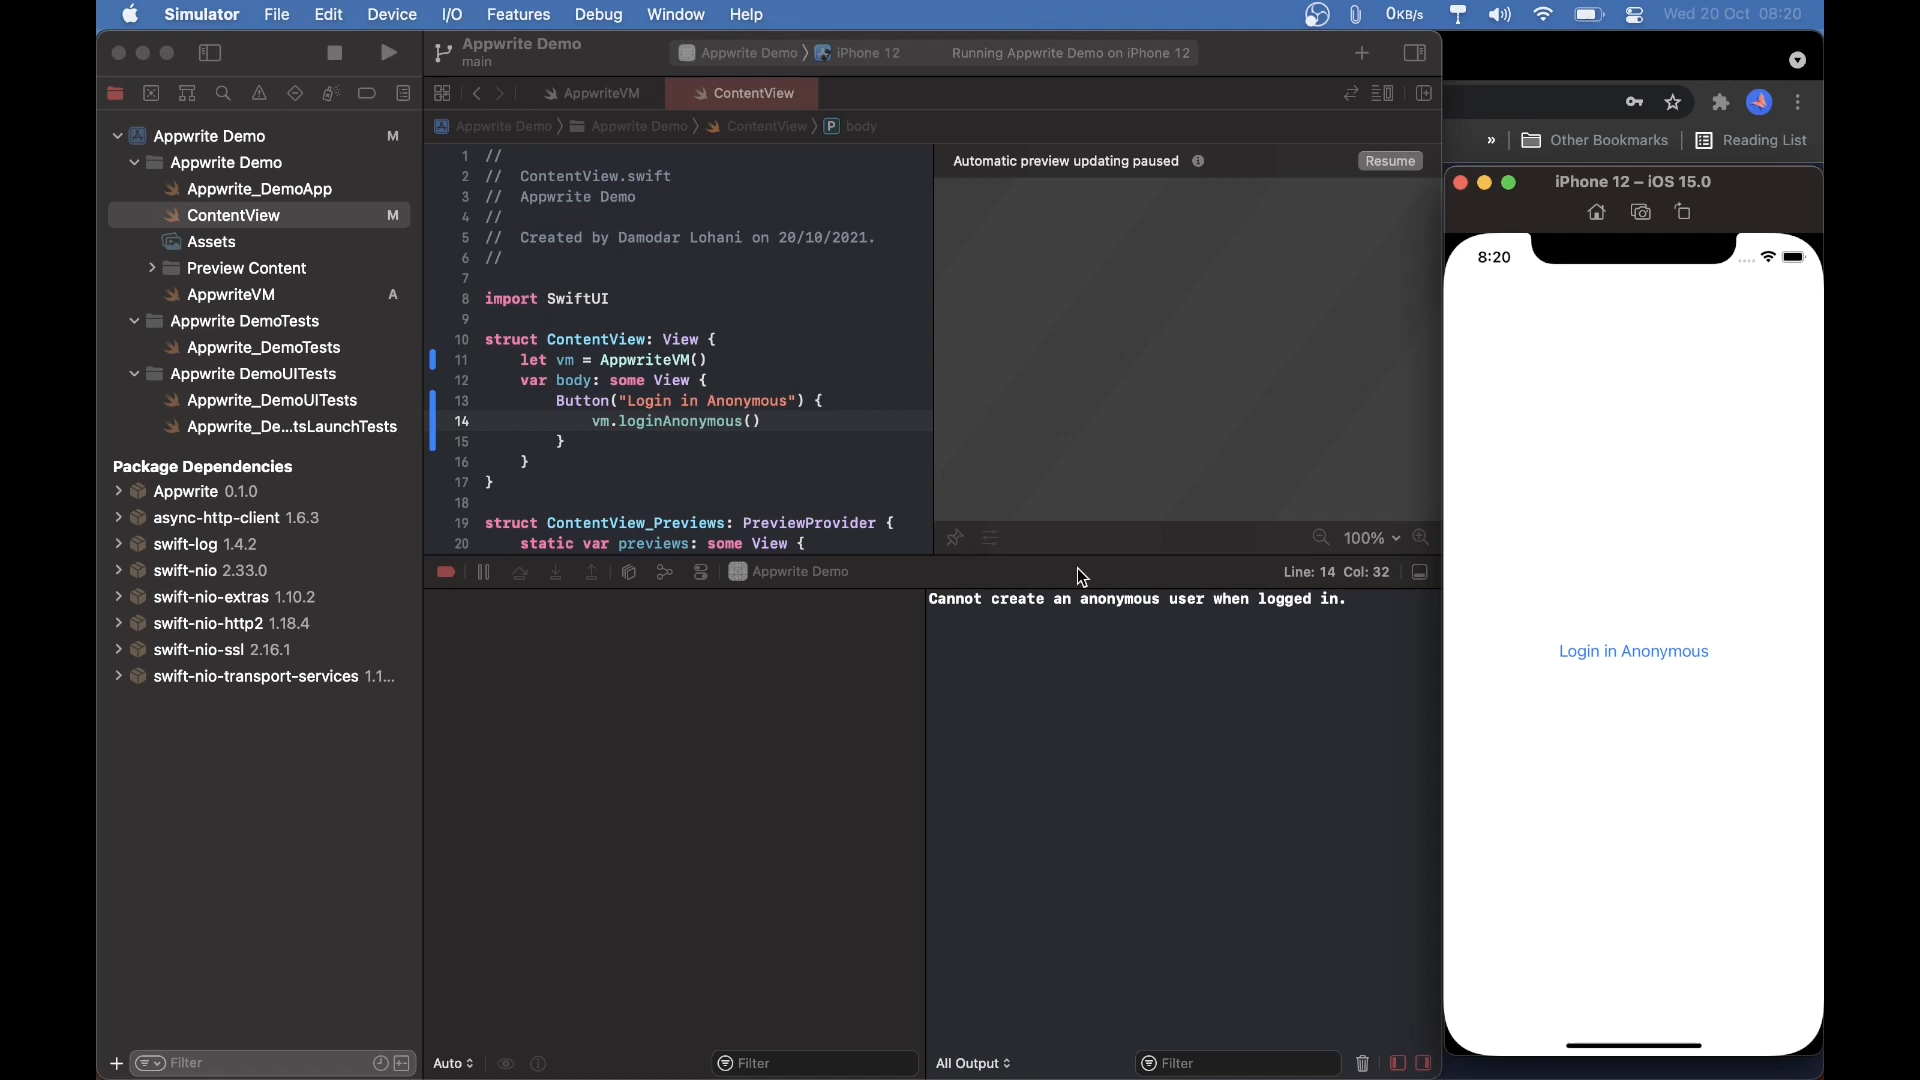 Simulator File Edit Device I/O Features Debug Window Help
0KB/s Wed 20 Oct 08:20
Appwrite Demo
main
Appwrite Demo iPhone 12 Running Appwrite Demo on iPhone 12
AppwriteVM ContentView
Appwrite Demo Appwrite Demo ContentView P body
Appwrite Demo M
Appwrite Demo
Appwrite_DemoApp
ContentView M
Assets
Preview Content
AppwriteVM A
Appwrite DemoTests
Appwrite_DemoTests
Appwrite DemoUITests
Appwrite_DemoUITests
Appwrite_De...tsLaunchTests
Package Dependencies
Appwrite 0.1.0
async-http-client 1.6.3
swift-log 1.4.2
swift-nio 2.33.0
swift-nio-extras 1.10.2
swift-nio-http2 1.18.4
swift-nio-ssl 2.16.1
swift-nio-transport-services 1.1...
Filter
1 //
2 // ContentView.swift
3 // Appwrite Demo
4 //
5 // Created by Damodar Lohani on 20/10/2021.
6 //
7
8 import SwiftUI
9
10 struct ContentView: View {
11 let vm = AppwriteVM()
12 var body: some View {
13 Button("Login in Anonymous") {
14 vm.loginAnonymous()
15 }
16 }
17 }
18
19 struct ContentView_Previews: PreviewProvider {
20 static var previews: some View {
Automatic preview updating paused Resume
100%
Appwrite Demo Line: 14 Col: 32
Cannot create an anonymous user when logged in.
Auto Filter
All Output Filter
» Other Bookmarks Reading List
iPhone 12 – iOS 15.0
8:20
Login in Anonymous